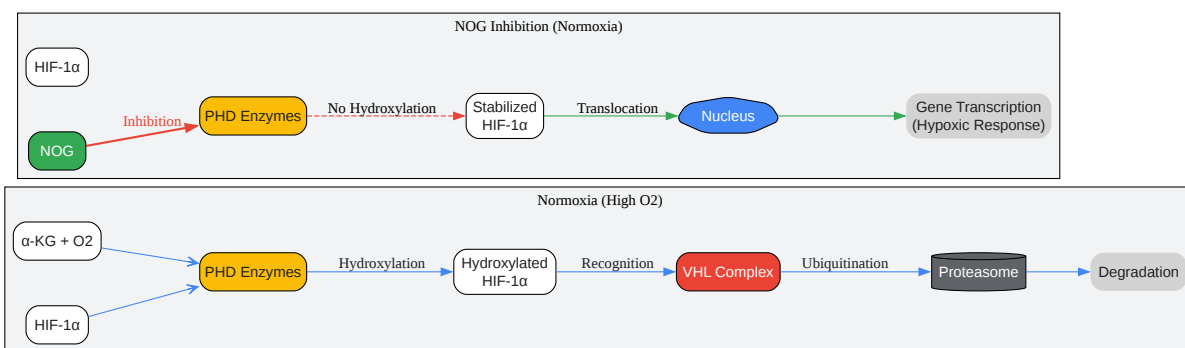 NOG Inhibition (Normoxia)
HIF-1α
NOG
Inhibition
PHD Enzymes
No Hydroxylation
Stabilized
HIF-1α
Translocation
Nucleus
Gene Transcription
(Hypoxic Response)
Normoxia (High O2)
α-KG + O2
HIF-1α
PHD Enzymes
Hydroxylation
Hydroxylated
HIF-1α
Recognition
VHL Complex
Ubiquitination
Proteasome
Degradation